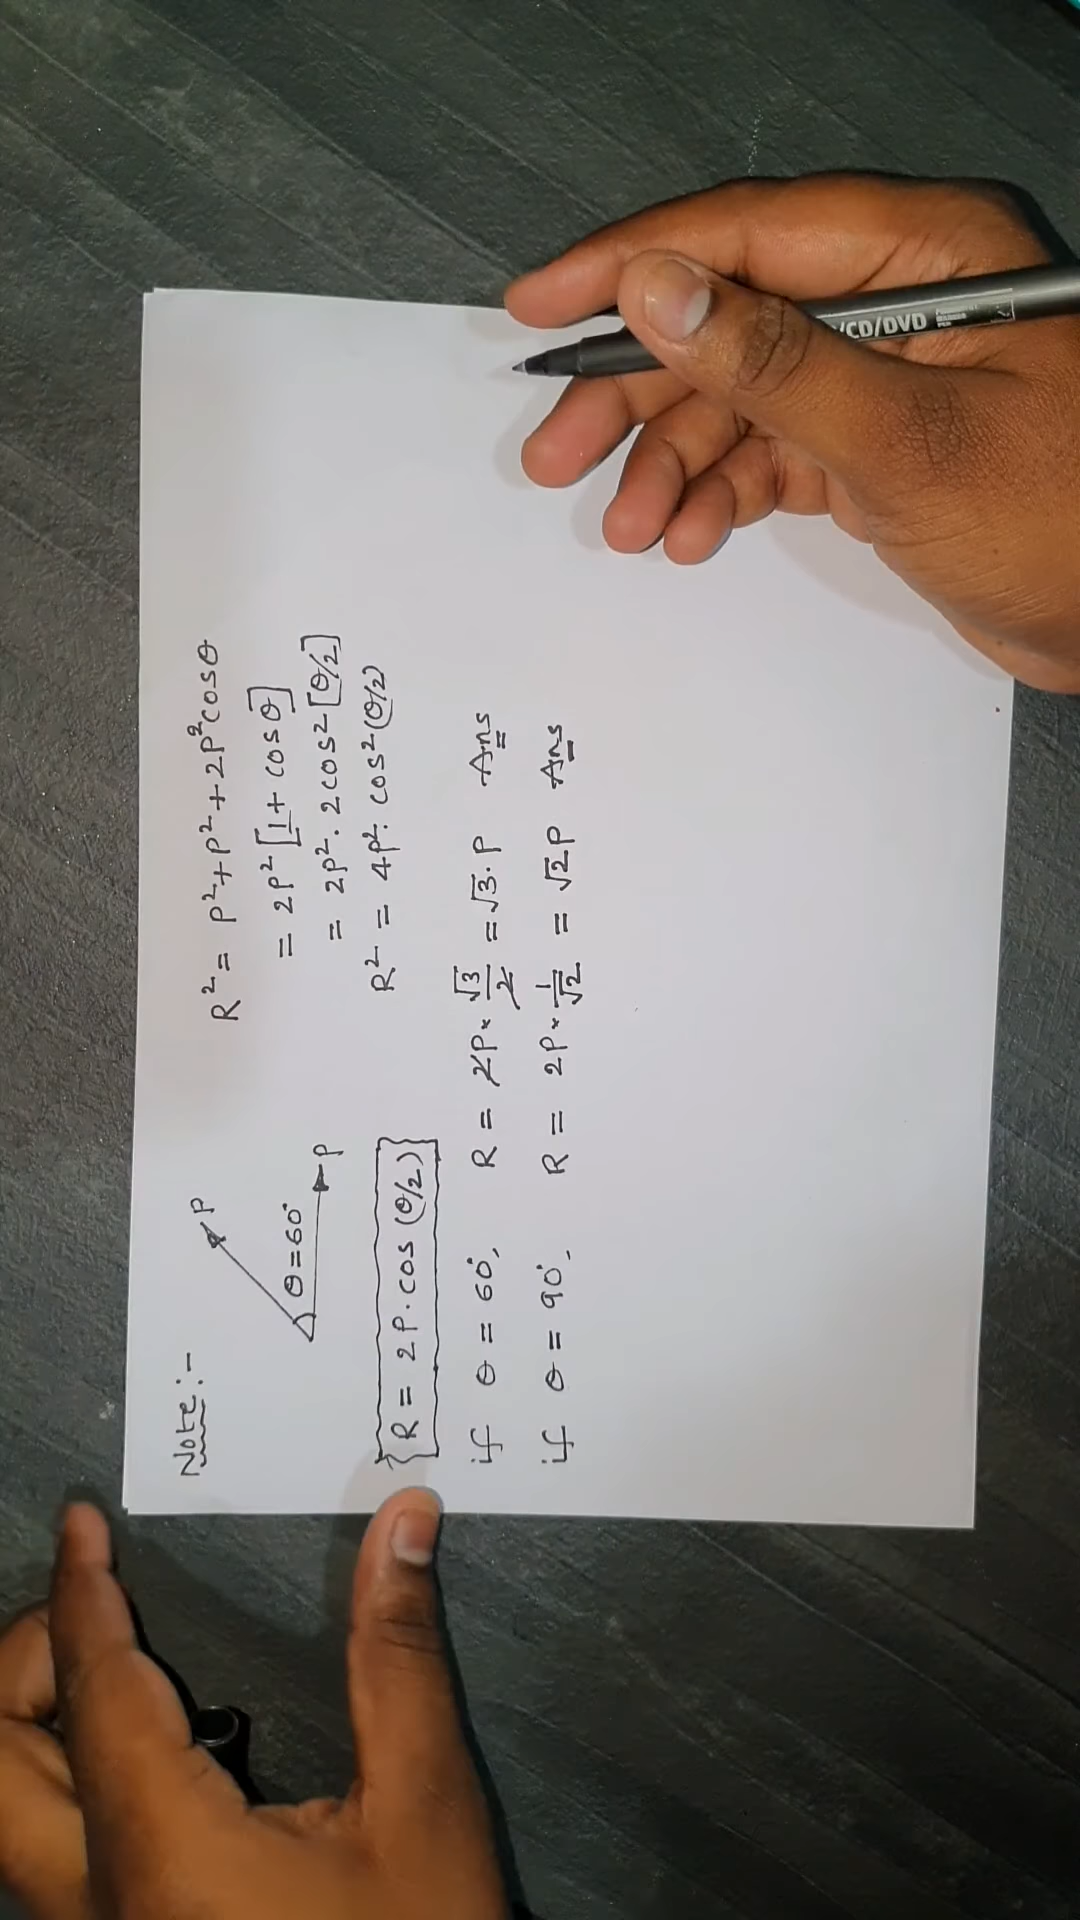 Note:-
P
θ=60°
P
R² = P²+P²+2P²cosθ
= 2P² [1+ cosθ]
= 2P². 2cos² [θ/2]
R² = 4P². cos² (θ/2)
R = 2P. cos (θ/2)
if θ = 60°, R = 2P × √3/2 = √3. P Ans
if θ = 90°, R = 2P × 1/√2 = √2 P Ans
/CD/DVD